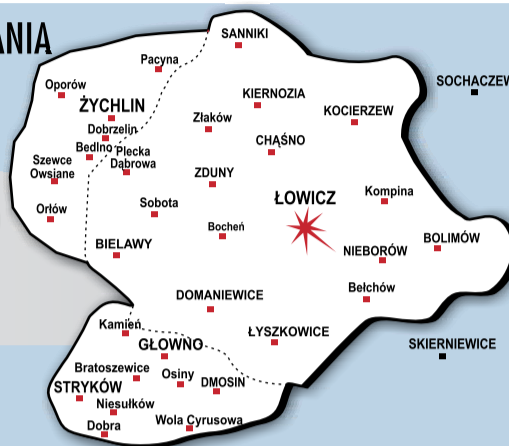 ANIA
SANNIKI
Pacyna
Oporów
SOCHACZEW
KIERNOZIA
ŻYCHLIN
KOCIERZEW
Złaków
Dobrzelin
CHĄŚNO
Bedlno
Plecka
Dąbrowa
Szewce
Owsiane
ZDUNY
ŁOWICZ
Kompina
Sobota
Orłów
Bocheń
BOLIMÓW
BIELAWY
NIEBORÓW
Bełchów
DOMANIEWICE
Kamień
ŁYSZKOWICE
GŁOWNO
SKIERNIEWICE
Bratoszewice
Osiny
STRYKÓW
DMOSIN
Niesułków
Wola Cyrusowa
Dobra